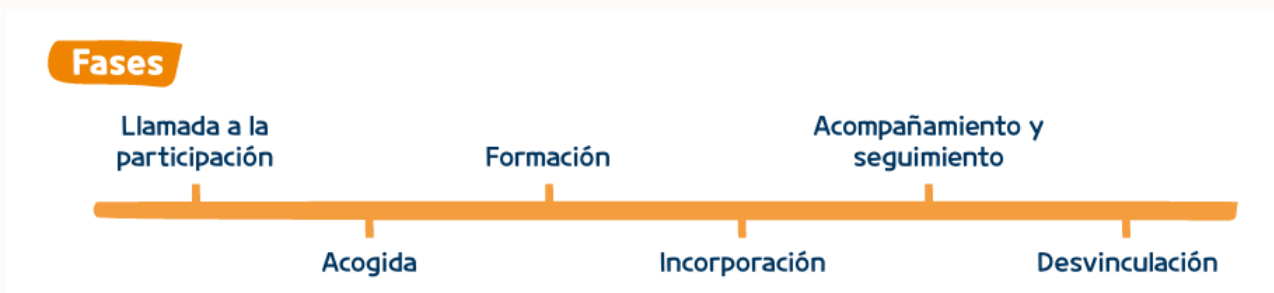 Fases
Llamada a la
participación
Acogida
Formación
Incorporación
Acompañamiento y
seguimiento
Desvinculación